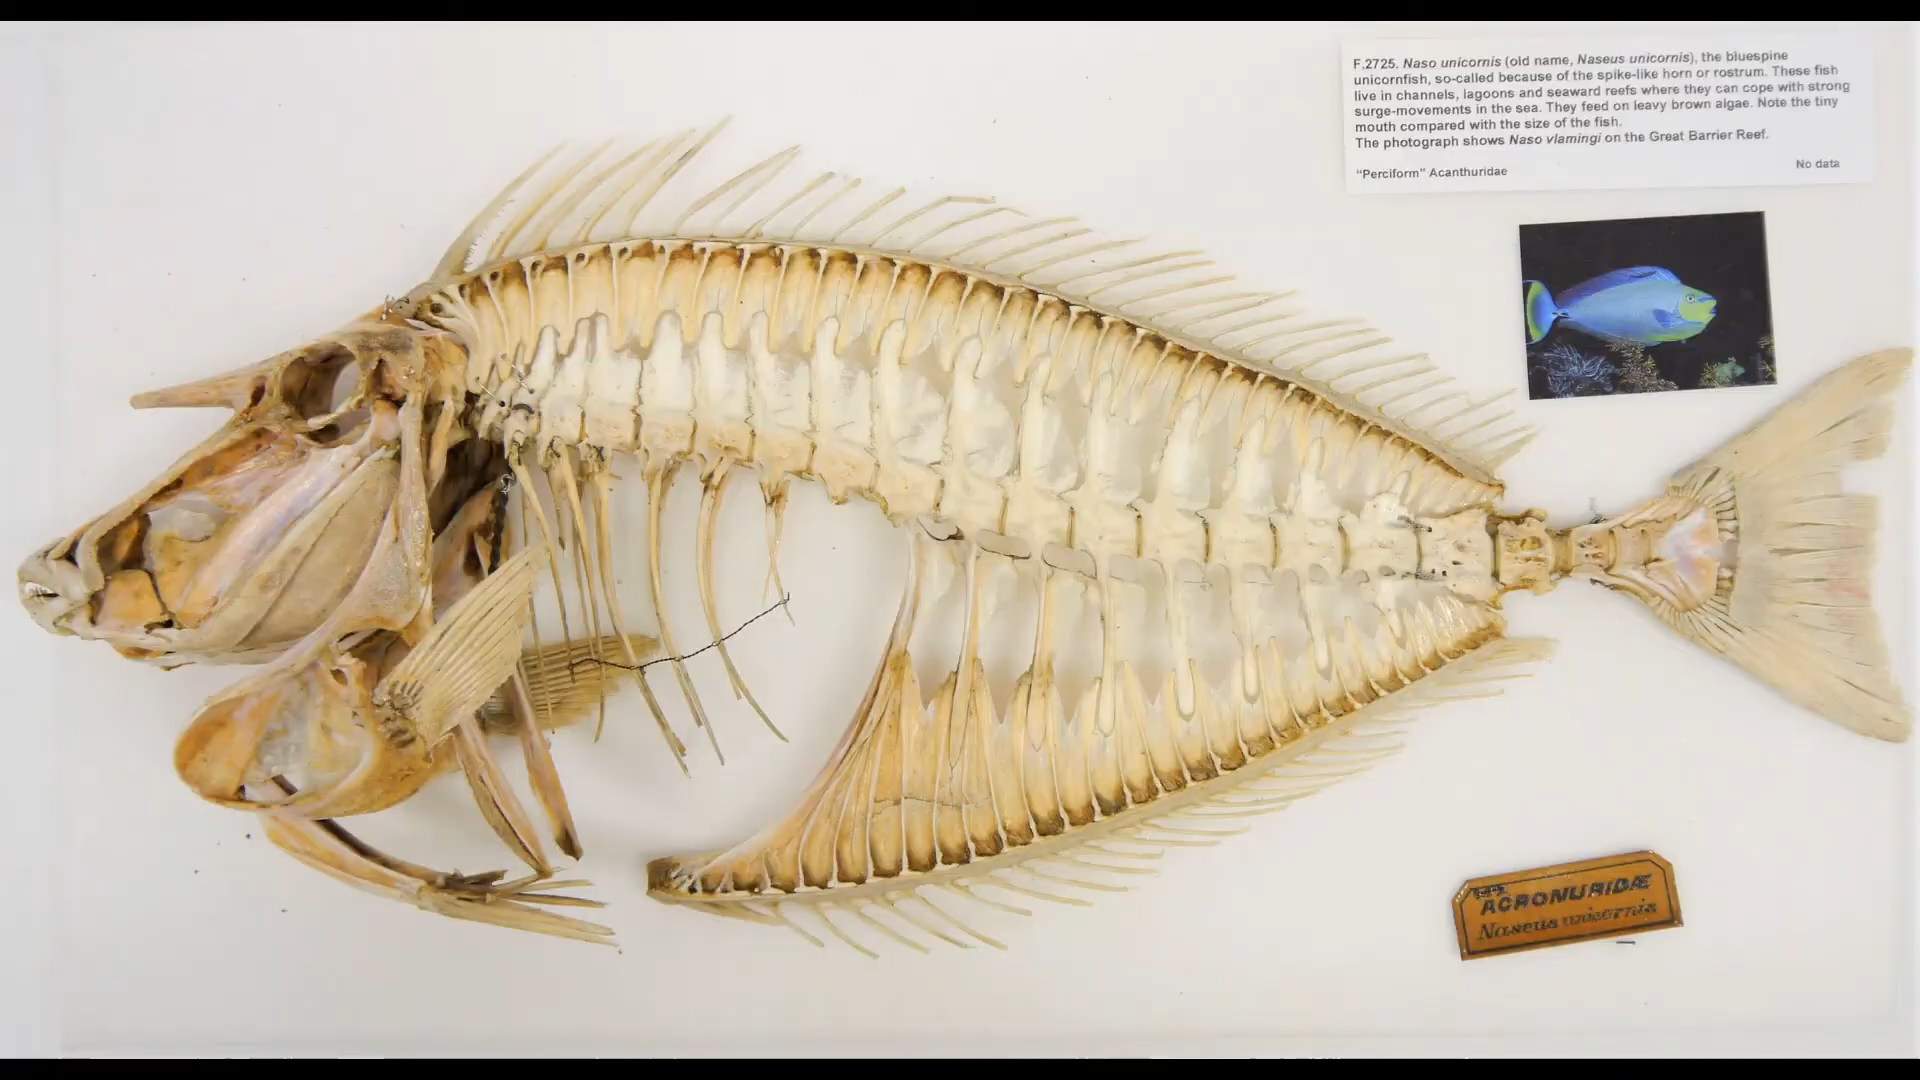 F.2725. Naso unicornis (old name, Naseus unicornis), the bluespine
unicornfish, so-called because of the spike-like horn or rostrum. These fish
live in channels, lagoons and seaward reefs where they can cope with strong
surge-movements in the sea. They feed on leavy brown algae. Note the tiny
mouth compared with the size of the fish.
The photograph shows Naso vlamingi on the Great Barrier Reef.
No data
"Perciform" Acanthuridae
ACRONURIDÆ
Naseus unicornis